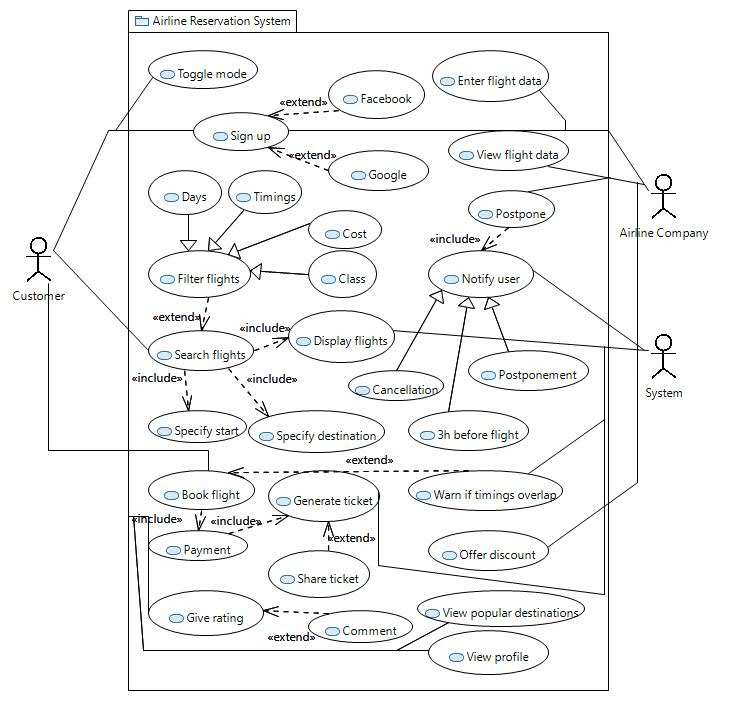 Airline Reservation System
Toggle mode
Enter flight data
«extend»
Facebook
Sign up
View flight data
«extend»
Google
Days
Timings
Postpone
Cost
Airline Company
«include»
Filter flights
Class
Notify user
Customer
«extend»
«include»
Display flights
Search flights
«include»
«include»
Postponement
Cancellation
System
Specify start
Specify destination
3h before flight
«extend»
Book flight
Generate ticket
Warn if timings overlap
«include»
«include»
«extend»
Payment
Offer discount
Share ticket
View popular destinations
Give rating
Comment
«extend»
View profile